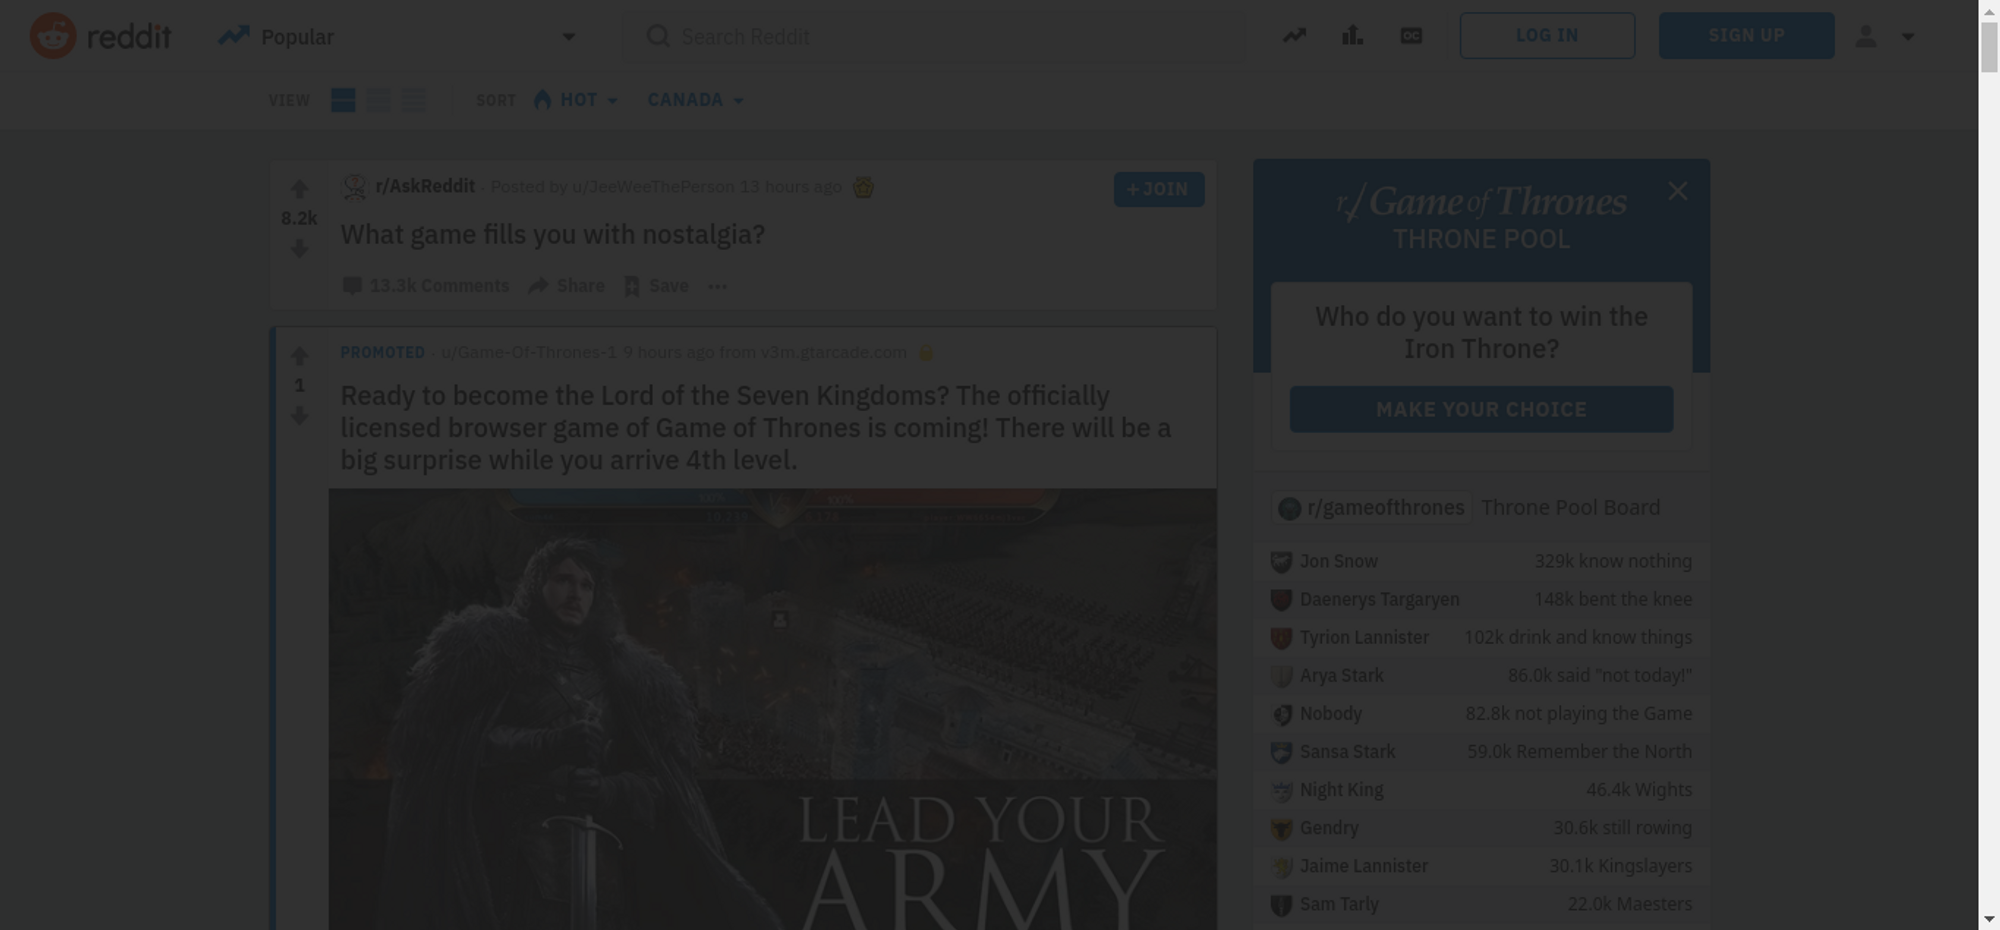 reddit
Popular
Search Reddit
OC
LOG IN
SIGN UP
VIEW
SORT
HOT
CANADA
r/AskReddit · Posted by u/JeeWeeThePerson 13 hours ago
+ JOIN
8.2k
What game fills you with nostalgia?
13.3k Comments
Share
Save
PROMOTED · u/Game-Of-Thrones-1 9 hours ago from v3m.gtarcade.com
1
Ready to become the Lord of the Seven Kingdoms? The officially
licensed browser game of Game of Thrones is coming! There will be a
big surprise while you arrive 4th level.
100%
100%
LEAD YOUR
ARMY
r/Game of Thrones
THRONE POOL
Who do you want to win the
Iron Throne?
MAKE YOUR CHOICE
r/gameofthrones Throne Pool Board
Jon Snow 329k know nothing
Daenerys Targaryen 148k bent the knee
Tyrion Lannister 102k drink and know things
Arya Stark 86.0k said "not today!"
Nobody 82.8k not playing the Game
Sansa Stark 59.0k Remember the North
Night King 46.4k Wights
Gendry 30.6k still rowing
Jaime Lannister 30.1k Kingslayers
Sam Tarly 22.0k Maesters